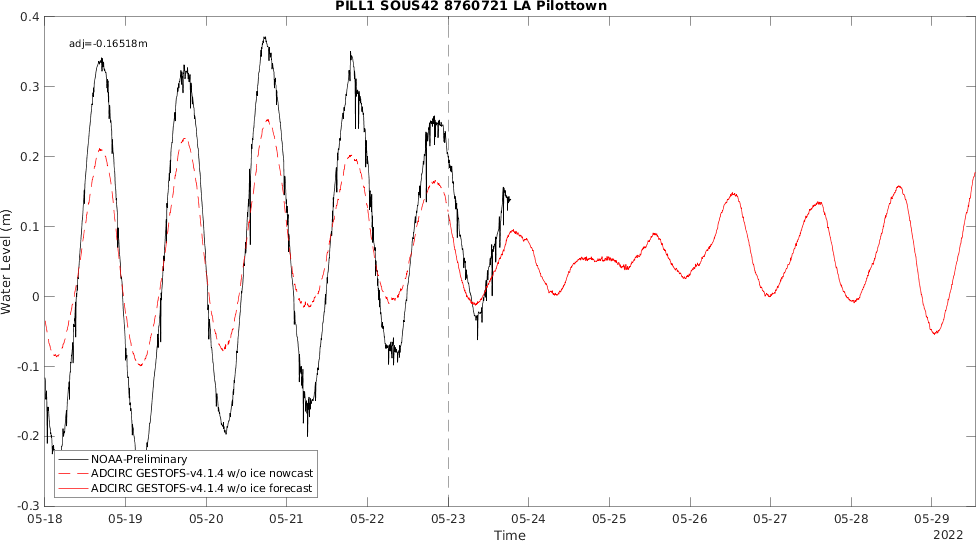 PILL1 SOUS42 8760721 LA Pilottown
adj=-0.16518m
Water Level (m)
0.4
0.3
0.2
0.1
0
-0.1
-0.2
-0.3
NOAA-Preliminary
ADCIRC GESTOFS-v4.1.4 w/o ice nowcast
ADCIRC GESTOFS-v4.1.4 w/o ice forecast
05-18 05-19 05-20 05-21 05-22 05-23 05-24 05-25 05-26 05-27 05-28 05-29
Time
2022